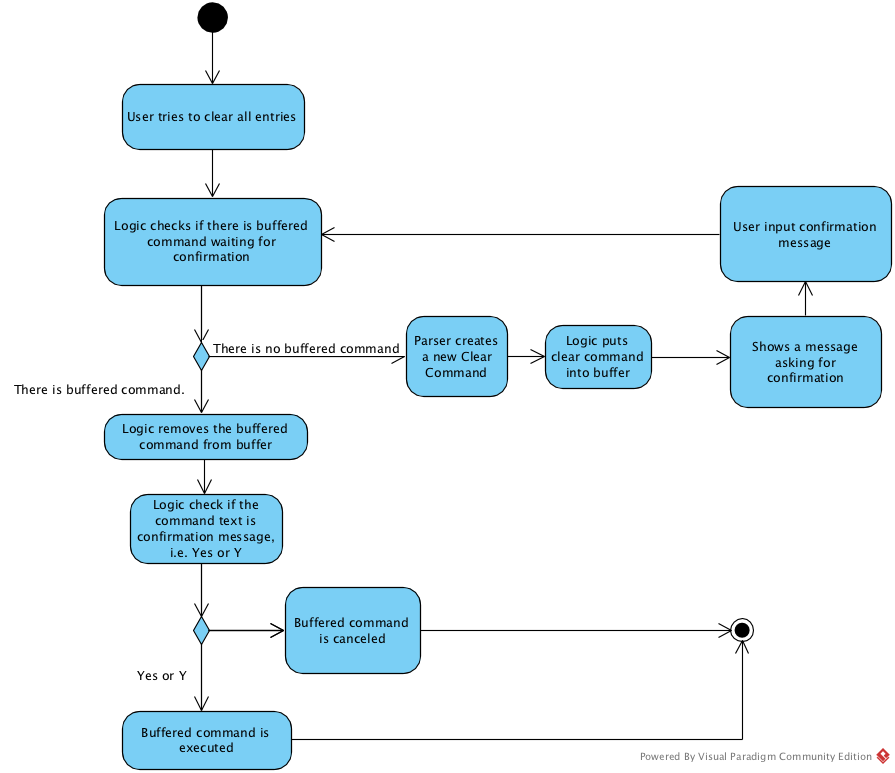 User tries to clear all entries
Logic checks if there is buffered
command waiting for
confirmation
User input confirmation
message
There is no buffered command
Parser creates
a new Clear
Command
Logic puts
clear command
into buffer
Shows a message
asking for
confirmation
There is buffered command.
Logic removes the buffered
command from buffer
Logic check if the
command text is
confirmation message,
i.e. Yes or Y
Buffered command
is canceled
Yes or Y
Buffered command is
executed
Powered By Visual Paradigm Community Edition